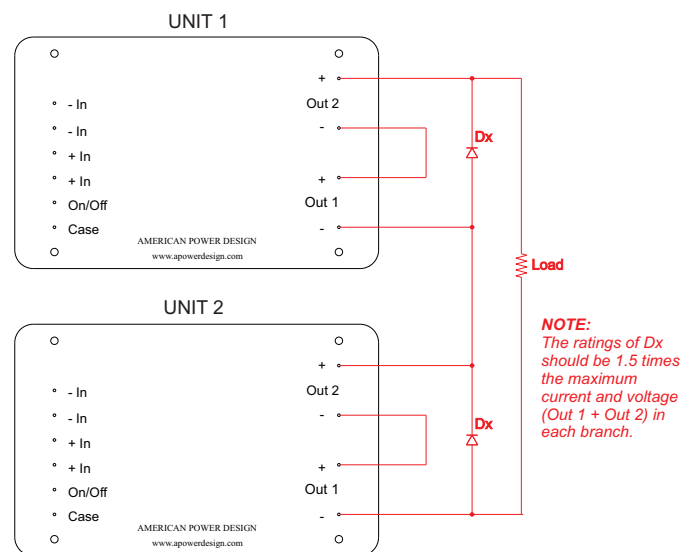 UNIT 1
+
- In
Out 2
- In
-
Dx
+ In
+ In
+
On/Off
Out 1
Case
-
AMERICAN POWER DESIGN
www.apowerdesign.com
Load
UNIT 2
NOTE:
The ratings of Dx
should be 1.5 times
the maximum
current and voltage
(Out 1 + Out 2) in
each branch.
+
- In
Out 2
- In
-
Dx
+ In
+ In
+
On/Off
Out 1
Case
-
AMERICAN POWER DESIGN
www.apowerdesign.com